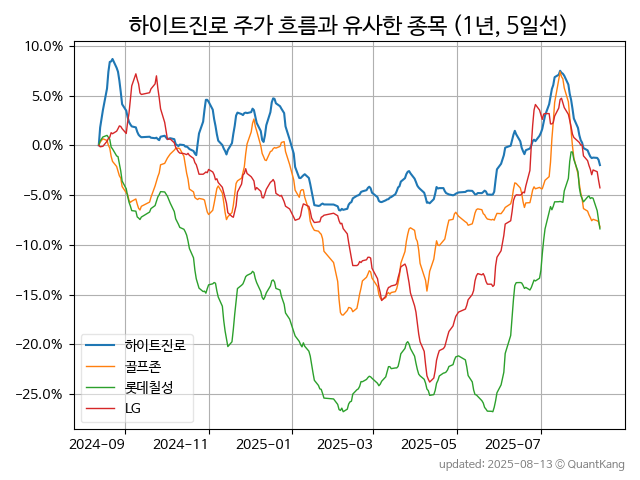 하이트진로 주가 흐름과 유사한 종목 (1년, 5일선)
10.0%
5.0%
0.0%
−5.0%
−10.0%
−15.0%
−20.0%
−25.0%
하이트진로
골프존
롯데칠성
LG
2024-09 2024-11 2025-01 2025-03 2025-05 2025-07
updated: 2025-08-13 ⓒ QuantKang